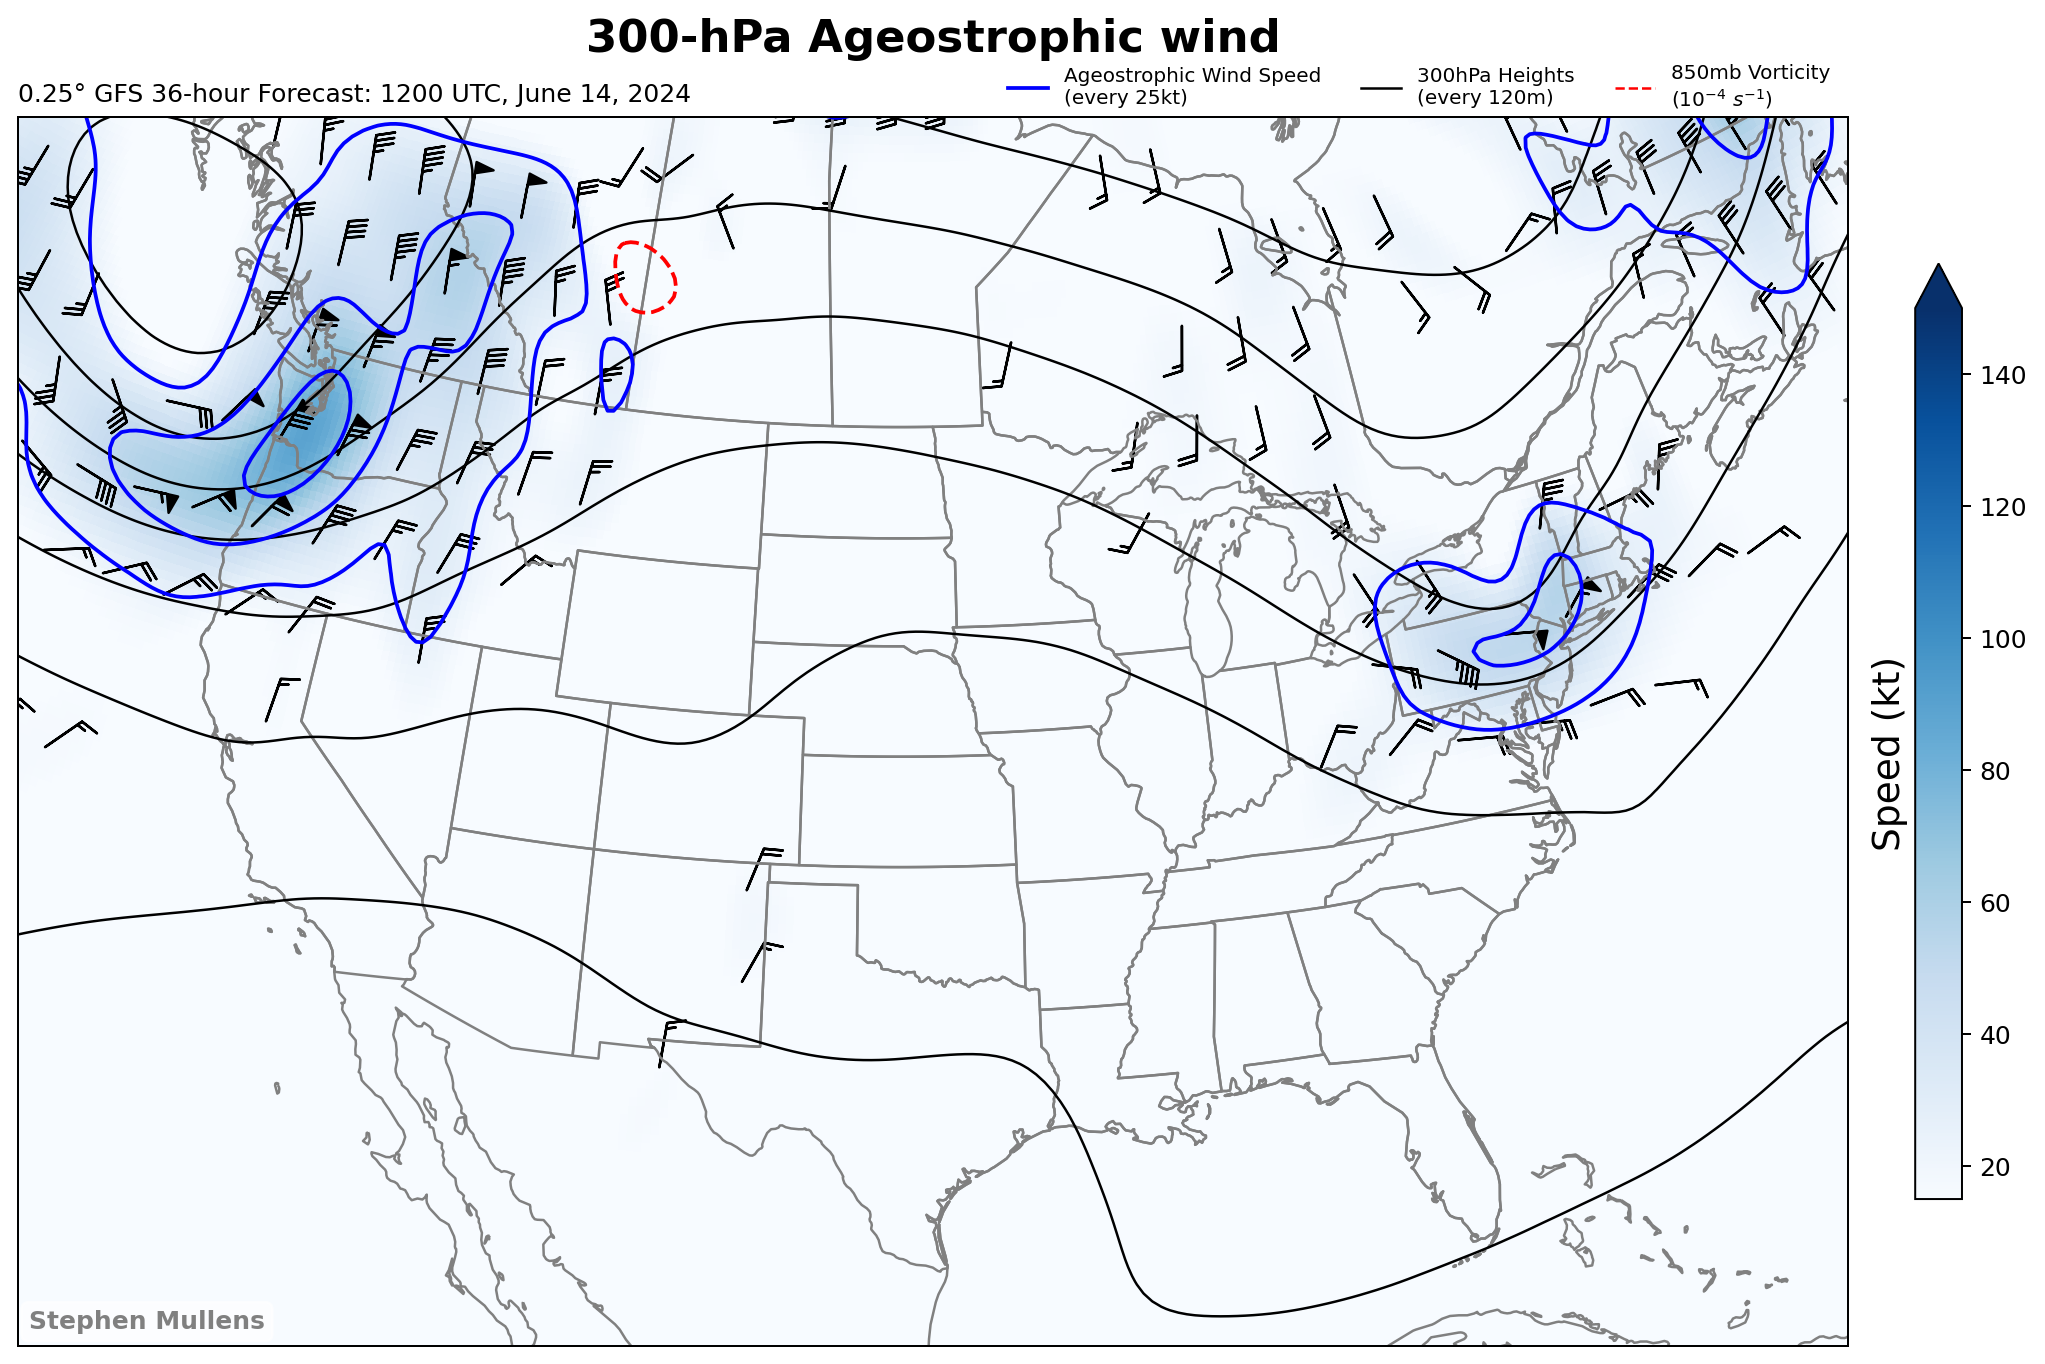 300-hPa Ageostrophic wind
0.25° GFS 36-hour Forecast: 1200 UTC, June 14, 2024
Ageostrophic Wind Speed
(every 25kt)
300hPa Heights
(every 120m)
850mb Vorticity
(10⁻⁴ s⁻¹)
140
120
100
80
60
40
20
Speed (kt)
Stephen Mullens